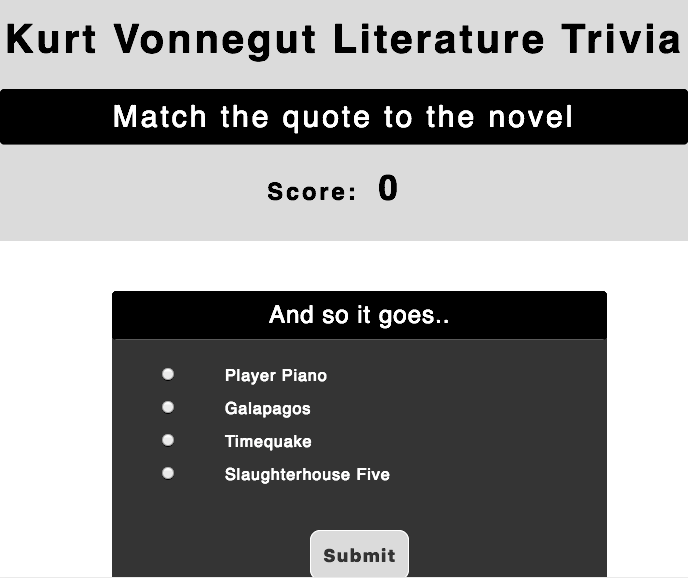 Kurt Vonnegut Literature Trivia
Match the quote to the novel
Score: 0
And so it goes..
Player Piano
Galapagos
Timequake
Slaughterhouse Five
Submit